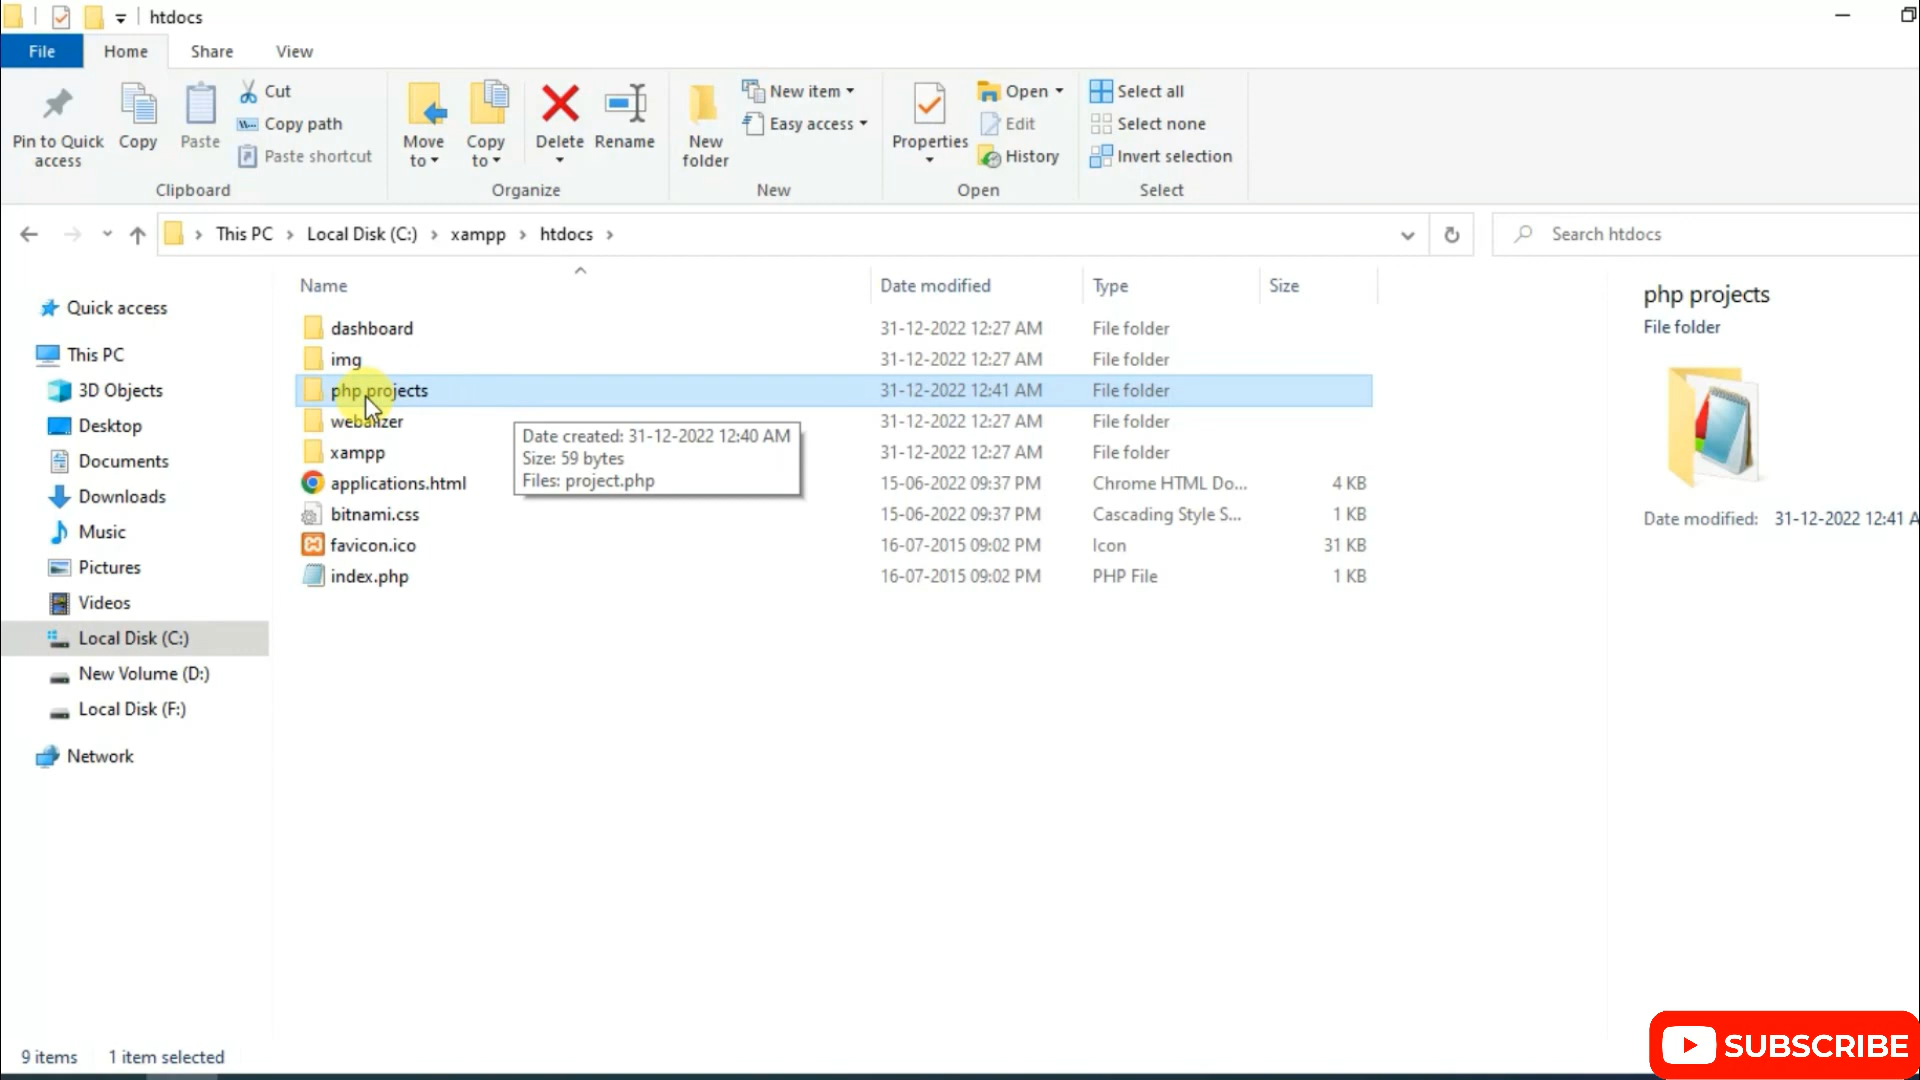 htdocs
File Home Share View
Pin to Quick access
Copy
Paste
Cut
Copy path
Paste shortcut
Clipboard
Move to
Copy to
Delete
Rename
Organize
New folder
New item
Easy access
New
Properties
Open
Edit
History
Open
Select all
Select none
Invert selection
Select
This PC > Local Disk (C:) > xampp > htdocs >
Search htdocs
Quick access
This PC
3D Objects
Desktop
Documents
Downloads
Music
Pictures
Videos
Local Disk (C:)
New Volume (D:)
Local Disk (F:)
Network
Name Date modified Type Size
dashboard 31-12-2022 12:27 AM File folder
img 31-12-2022 12:27 AM File folder
php projects 31-12-2022 12:41 AM File folder
webalizer 31-12-2022 12:27 AM File folder
xampp 31-12-2022 12:27 AM File folder
applications.html 15-06-2022 09:37 PM Chrome HTML Do... 4 KB
bitnami.css 15-06-2022 09:37 PM Cascading Style S... 1 KB
favicon.ico 16-07-2015 09:02 PM Icon 31 KB
index.php 16-07-2015 09:02 PM PHP File 1 KB
Date created: 31-12-2022 12:40 AM
Size: 59 bytes
Files: project.php
php projects
File folder
Date modified: 31-12-2022 12:41 A
9 items 1 item selected
SUBSCRIBE